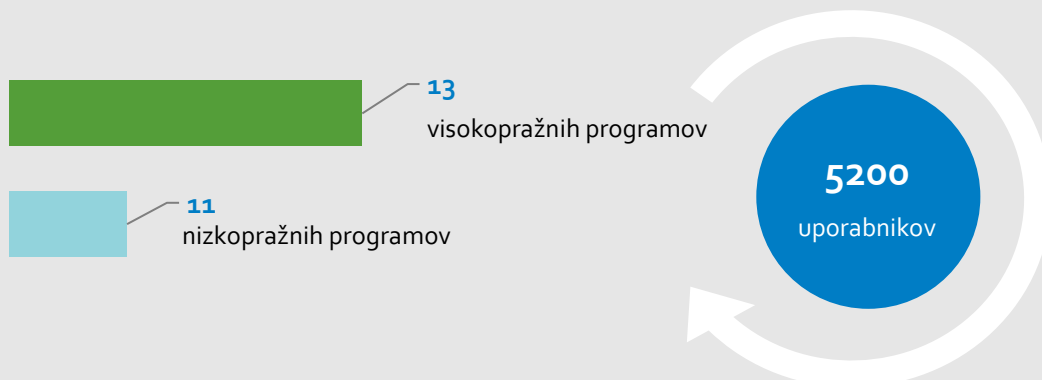 13
visokopražnih programov
11
nizkopražnih programov
5200
uporabnikov